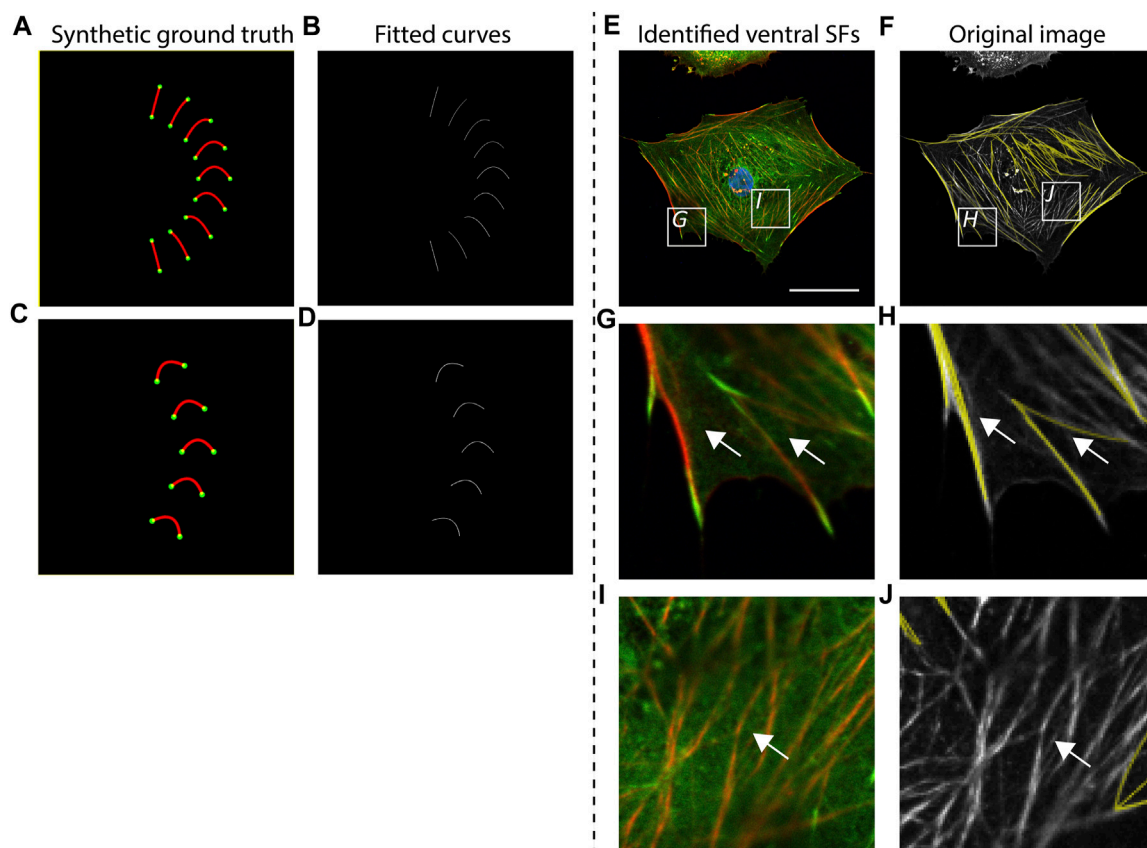 A Synthetic ground truth
B Fitted curves
E Identified ventral SFs
F Original image
G
I
H
J
C
D
G
H
I
J